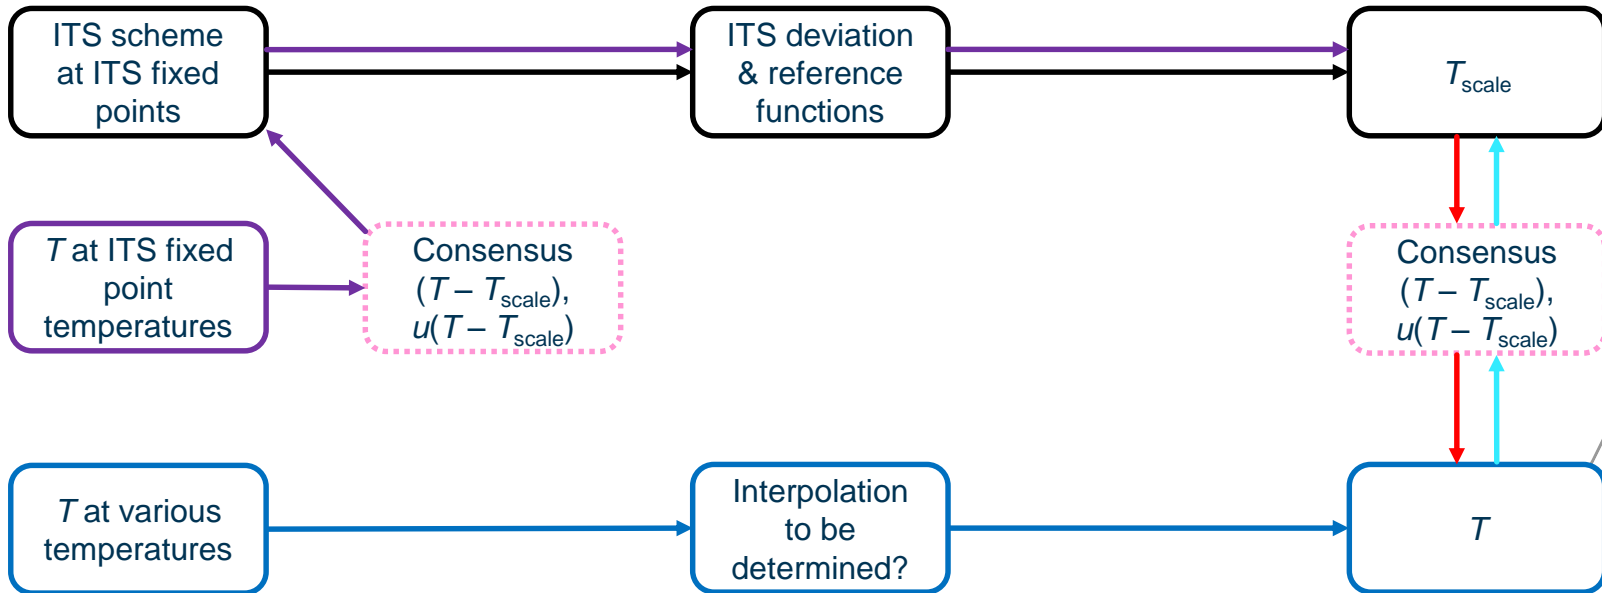 ITS scheme
at ITS fixed
points
ITS deviation
& reference
functions
Tscale
T at ITS fixed
point
temperatures
Consensus
(T – Tscale),
u(T – Tscale)
Consensus
(T – Tscale),
u(T – Tscale)
T at various
temperatures
Interpolation
to be
determined?
T